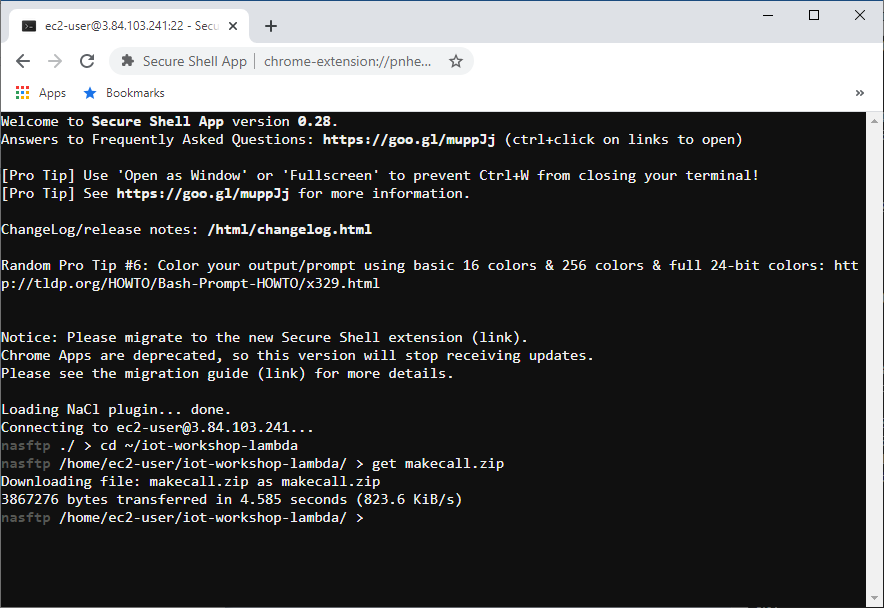 ec2-user@3.84.103.241:22 - Secu
Secure Shell App | chrome-extension://pnhe...
Apps Bookmarks »
Welcome to Secure Shell App version 0.28.
Answers to Frequently Asked Questions: https://goo.gl/muppJj (ctrl+click on links to open)
[Pro Tip] Use 'Open as Window' or 'Fullscreen' to prevent Ctrl+W from closing your terminal!
[Pro Tip] See https://goo.gl/muppJj for more information.
ChangeLog/release notes: /html/changelog.html
Random Pro Tip #6: Color your output/prompt using basic 16 colors & 256 colors & full 24-bit colors: htt
p://tldp.org/HOWTO/Bash-Prompt-HOWTO/x329.html
Notice: Please migrate to the new Secure Shell extension (link).
Chrome Apps are deprecated, so this version will stop receiving updates.
Please see the migration guide (link) for more details.
Loading NaCl plugin... done.
Connecting to ec2-user@3.84.103.241...
nasftp ./ > cd ~/iot-workshop-lambda
nasftp /home/ec2-user/iot-workshop-lambda/ > get makecall.zip
Downloading file: makecall.zip as makecall.zip
3867276 bytes transferred in 4.585 seconds (823.6 KiB/s)
nasftp /home/ec2-user/iot-workshop-lambda/ >